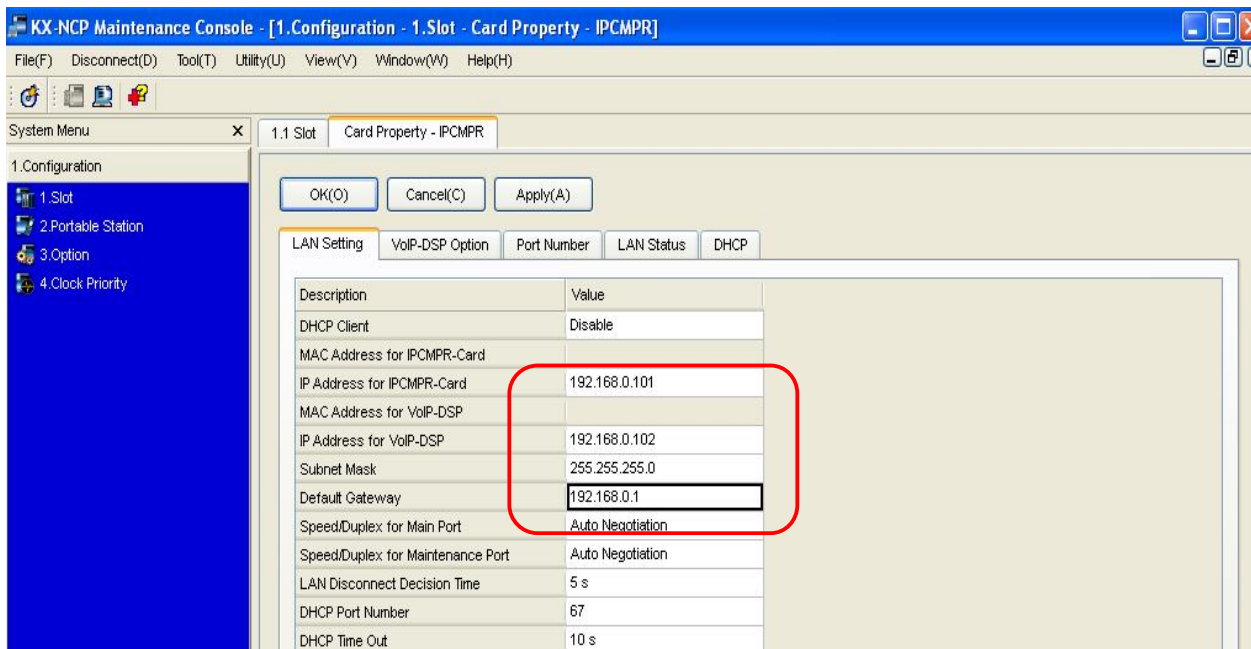 KX-NCP Maintenance Console - [1.Configuration - 1.Slot - Card Property - IPCMPR]
File(F) Disconnect(D) Tool(T) Utility(U) View(V) Window(W) Help(H)
System Menu X
1.Configuration
1.Slot
2.Portable Station
3.Option
4.Clock Priority
1.1 Slot Card Property - IPCMPR
OK(O) Cancel(C) Apply(A)
LAN Setting VoIP-DSP Option Port Number LAN Status DHCP
Description Value
DHCP Client Disable
MAC Address for IPCMPR-Card
IP Address for IPCMPR-Card 192.168.0.101
MAC Address for VoIP-DSP
IP Address for VoIP-DSP 192.168.0.102
Subnet Mask 255.255.255.0
Default Gateway 192.168.0.1
Speed/Duplex for Main Port Auto Negotiation
Speed/Duplex for Maintenance Port Auto Negotiation
LAN Disconnect Decision Time 5 s
DHCP Port Number 67
DHCP Time Out 10 s